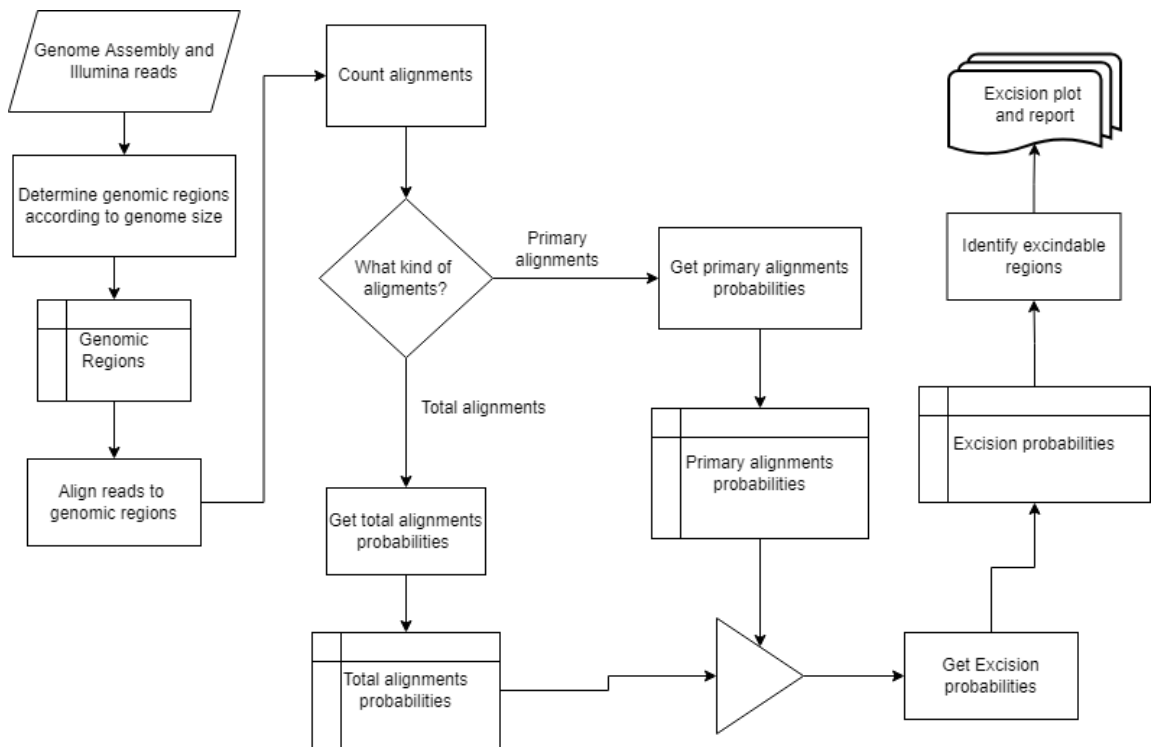 Genome Assembly and
Illumina reads
Determine genomic regions
according to genome size
Genomic
Regions
Align reads to
genomic regions
Count alignments
What kind of
aligments?
Primary
alignments
Total alignments
Get primary alignments
probabilities
Primary alignments
probabilities
Get total alignments
probabilities
Total alignments
probabilities
Get Excision
probabilities
Excision probabilities
Identify excindable
regions
Excision plot
and report